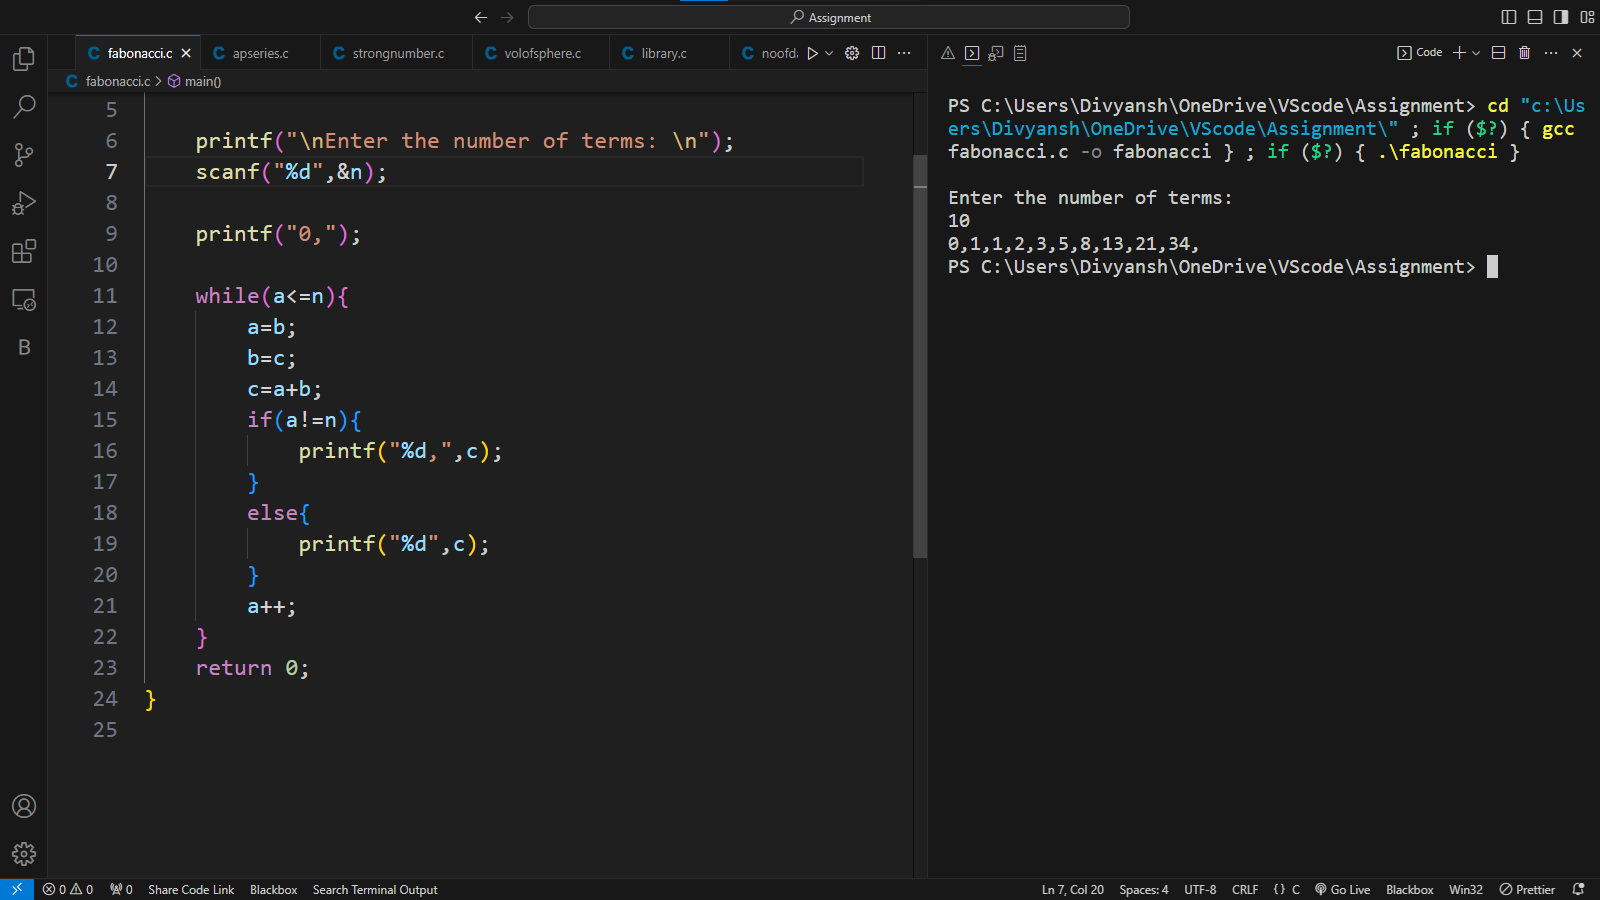 Assignment
fabonacci.c
apseries.c
strongnumber.c
volofsphere.c
library.c
noofd
Code
fabonacci.c > main()
5
6 printf("\nEnter the number of terms: \n");
7 scanf("%d",&n);
8
9 printf("0,");
10
11 while(a<=n){
12 a=b;
13 b=c;
14 c=a+b;
15 if(a!=n){
16 printf("%d,",c);
17 }
18 else{
19 printf("%d",c);
20 }
21 a++;
22 }
23 return 0;
24 }
25
PS C:\Users\Divyansh\OneDrive\VScode\Assignment> cd "c:\Us
ers\Divyansh\OneDrive\VScode\Assignment\" ; if ($?) { gcc
fabonacci.c -o fabonacci } ; if ($?) { .\fabonacci }
Enter the number of terms:
10
0,1,1,2,3,5,8,13,21,34,
PS C:\Users\Divyansh\OneDrive\VScode\Assignment>
B
0 0 0 Share Code Link Blackbox Search Terminal Output
Ln 7, Col 20 Spaces: 4 UTF-8 CRLF {} C Go Live Blackbox Win32 Prettier